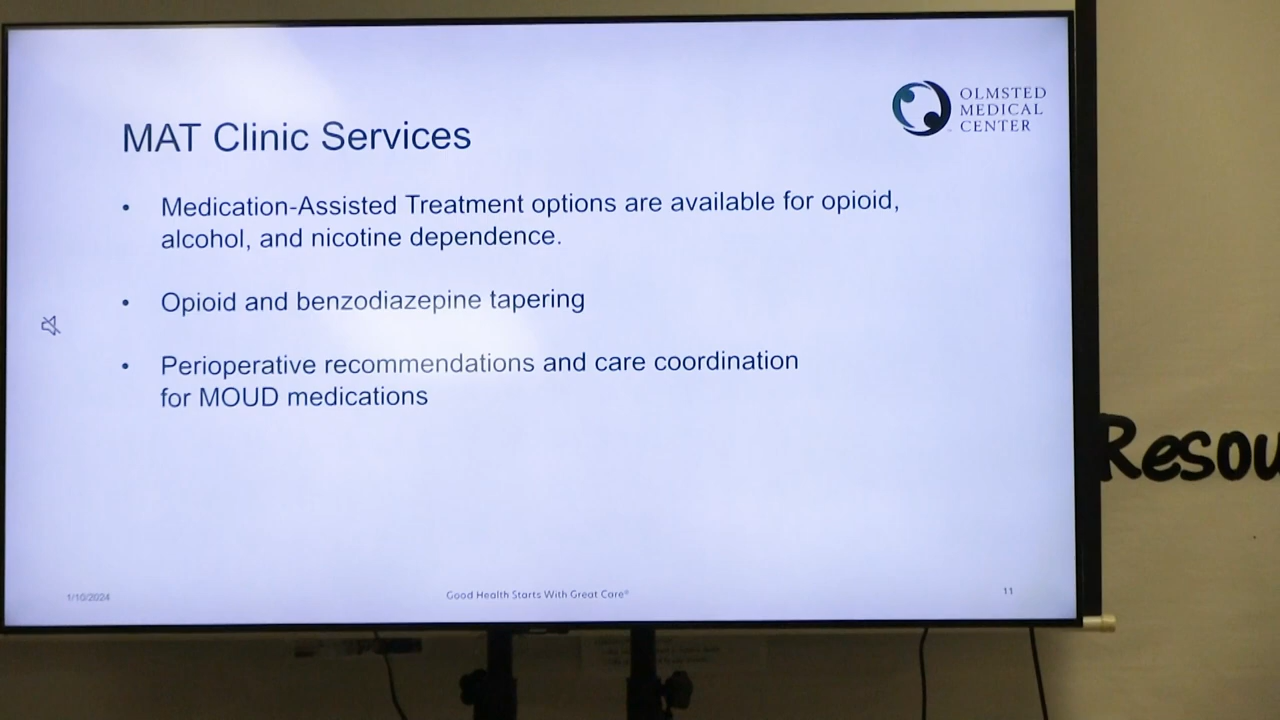 OLMSTED
MEDICAL
CENTER
MAT Clinic Services
• Medication-Assisted Treatment options are available for opioid,
alcohol, and nicotine dependence.
• Opioid and benzodiazepine tapering
• Perioperative recommendations and care coordination
for MOUD medications
1/10/2024
Good Health Starts With Great Care®
11
Resou